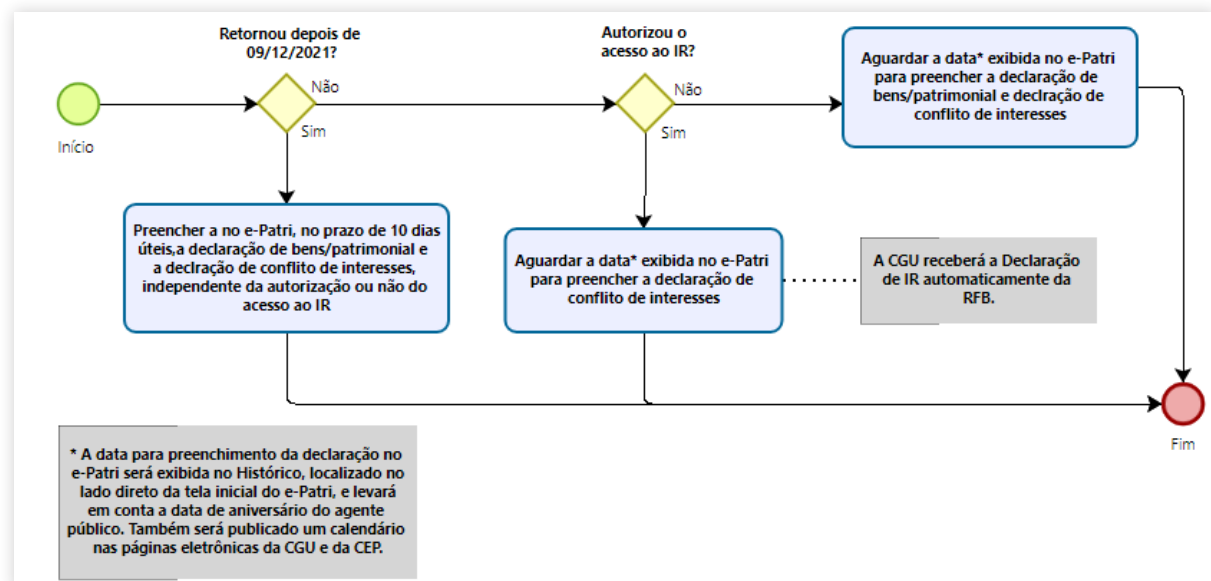 Retornou depois de
09/12/2021?
Autorizou o
acesso ao IR?
Aguardar a data* exibida no e-Patri
para preencher a declaração de
bens/patrimonial e declração de
conflito de interesses
Não
Não
Início
Sim
Sim
Preencher a no e-Patri, no prazo de 10 dias
úteis,a declaração de bens/patrimonial e
a declração de conflito de interesses,
independente da autorização ou não do
acesso ao IR
Aguardar a data* exibida no e-Patri
para preencher a declaração de
conflito de interesses
A CGU receberá a Declaração
de IR automaticamente da
RFB.
Fim
* A data para preenchimento da declaração no
e-Patri será exibida no Histórico, localizado no
lado direto da tela inicial do e-Patri, e levará
em conta a data de aniversário do agente
público. Também será publicado um calendário
nas páginas eletrônicas da CGU e da CEP.